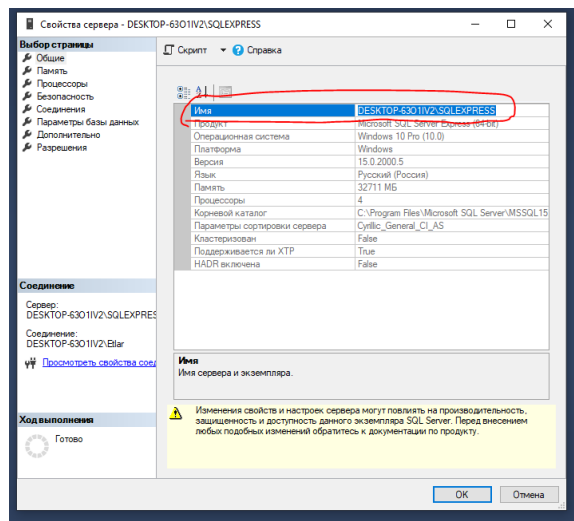 Свойства сервера - DESKTOP-63O1IV2\SQLEXPRESS
Выбор страницы
Общие
Память
Процессоры
Безопасность
Соединения
Параметры базы данных
Дополнительно
Разрешения
Скрипт
Справка
Имя DESKTOP-63O1IV2\SQLEXPRESS
Продукт Microsoft SQL Server Express (64-bit)
Операционная система Windows 10 Pro (10.0)
Платформа Windows
Версия 15.0.2000.5
Язык Русский (Россия)
Память 32711 МБ
Процессоры 4
Корневой каталог C:\Program Files\Microsoft SQL Server\MSSQL15
Параметры сортировки сервера Cyrillic_General_CI_AS
Кластеризован False
Поддерживается ли XTP True
HADR включена False
Соединение
Сервер:
DESKTOP-63O1IV2\SQLEXPRES
Соединение:
DESKTOP-63O1IV2\Etlar
Просмотреть свойства соед
Имя
Имя сервера и экземпляра.
Ход выполнения
Готово
Изменения свойств и настроек сервера могут повлиять на производительность,
защищенность и доступность данного экземпляра SQL Server. Перед внесением
любых подобных изменений обратитесь к документации по продукту.
OK
Отмена